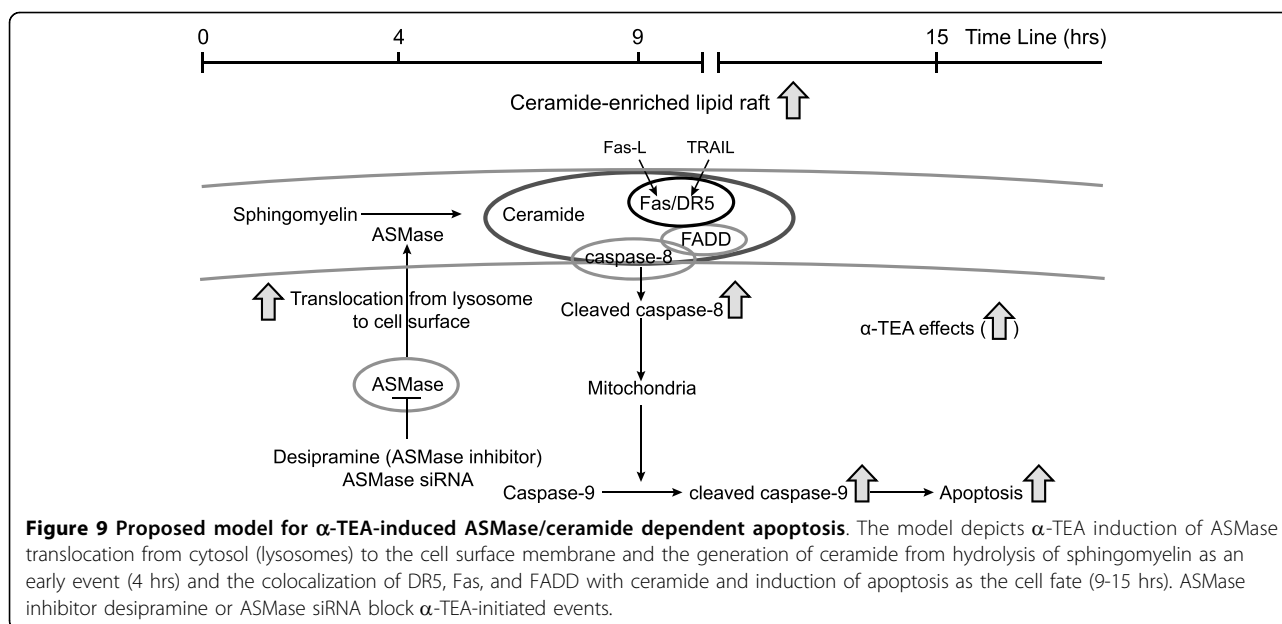 0 4 9 15 Time Line (hrs)
Ceramide-enriched lipid raft
Fas-L TRAIL
Sphingomyelin Ceramide Fas/DR5
ASMase FADD
caspase-8
Translocation from lysosome
to cell surface
Cleaved caspase-8
α-TEA effects ( )
ASMase Mitochondria
Desipramine (ASMase inhibitor)
ASMase siRNA
Caspase-9 cleaved caspase-9 Apoptosis
Figure 9 Proposed model for α-TEA-induced ASMase/ceramide dependent apoptosis. The model depicts α-TEA induction of ASMase
translocation from cytosol (lysosomes) to the cell surface membrane and the generation of ceramide from hydrolysis of sphingomyelin as an
early event (4 hrs) and the colocalization of DR5, Fas, and FADD with ceramide and induction of apoptosis as the cell fate (9-15 hrs). ASMase
inhibitor desipramine or ASMase siRNA block α-TEA-initiated events.